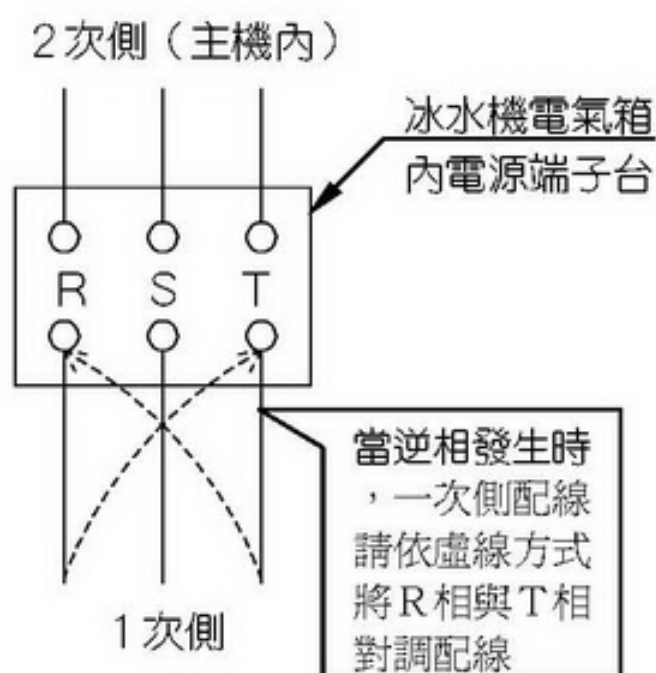 2次側（主機內）
冰水機電氣箱
內電源端子台
R S T
當逆相發生時
，一次側配線
請依虛線方式
將R相與T相
對調配線
1次側